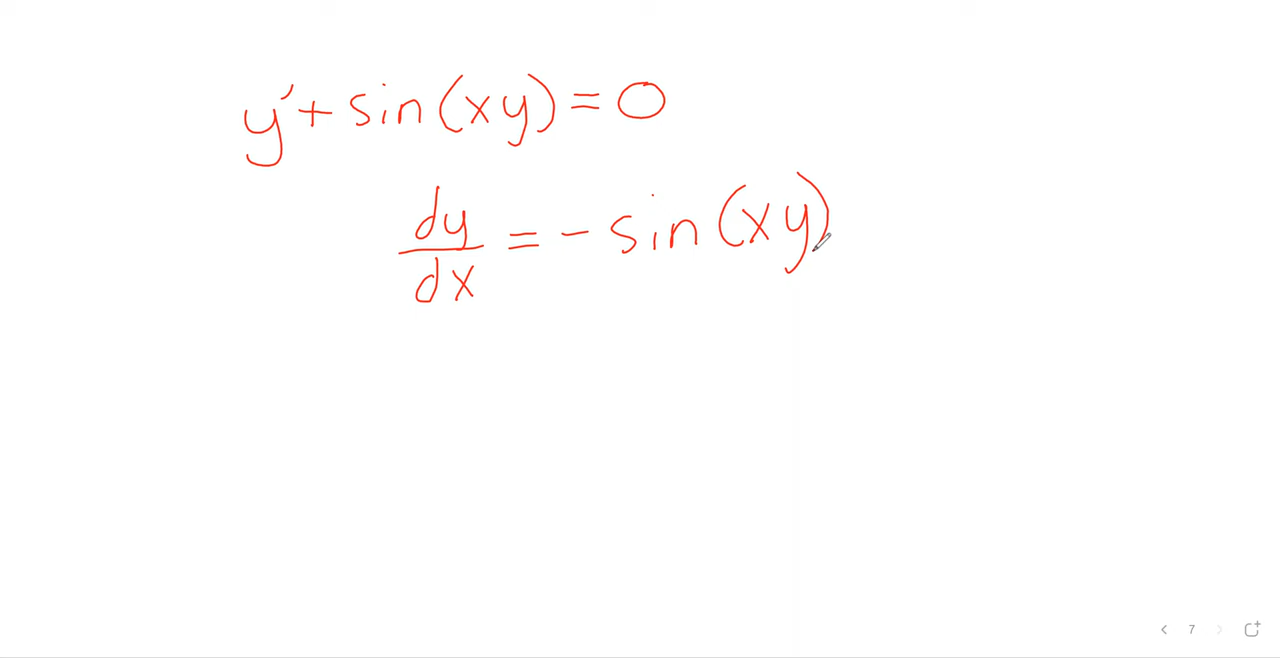 y' + sin(xy) = 0
dy/dx = - sin(xy)
7